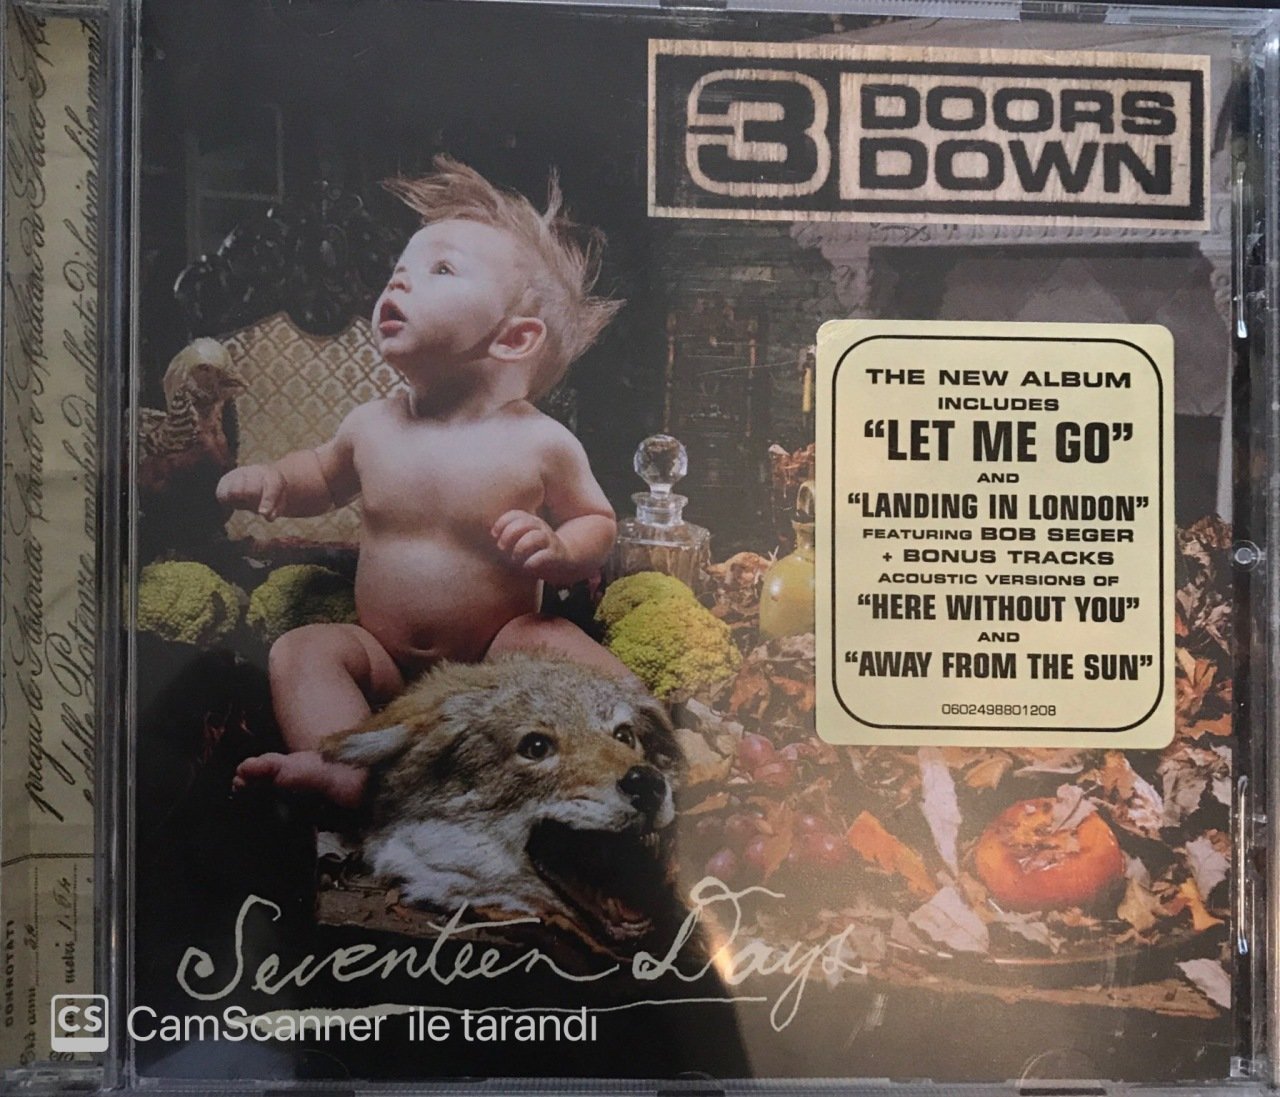 3 DOORS
DOWN
THE NEW ALBUM
INCLUDES
“LET ME GO”
AND
“LANDING IN LONDON”
FEATURING BOB SEGER
+ BONUS TRACKS
ACOUSTIC VERSIONS OF
“HERE WITHOUT YOU”
AND
“AWAY FROM THE SUN”
0602498801208
Seventeen Days
CS CamScanner ile tarandı
CONNOTATI